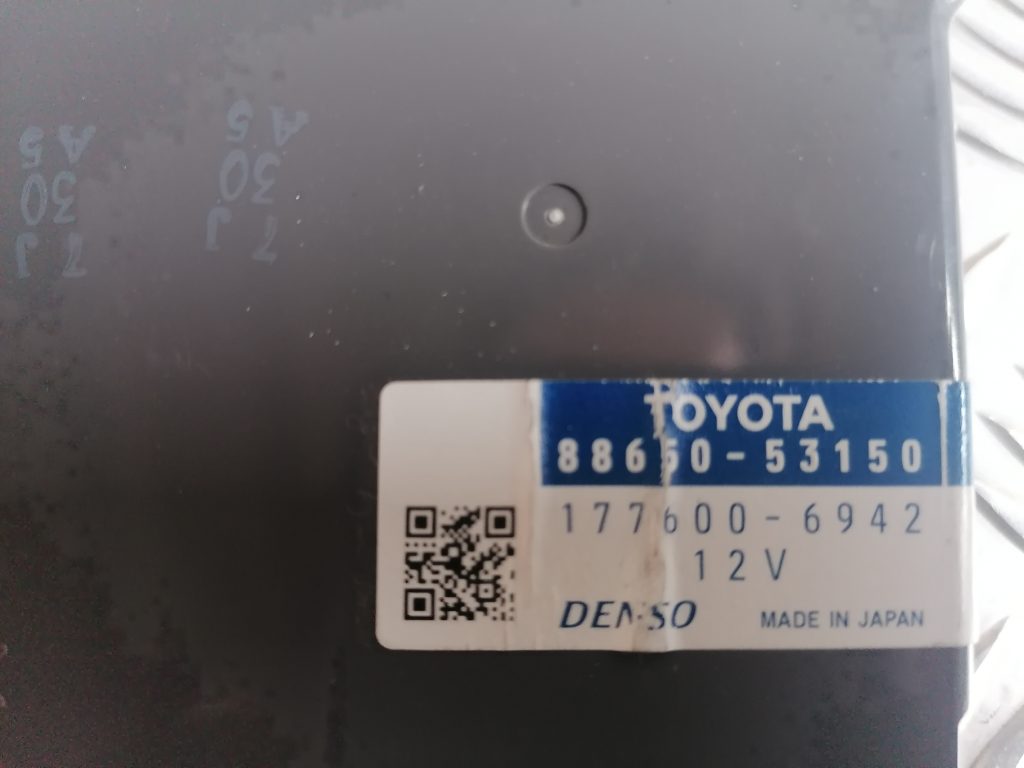 TOYOTA
88650-53150
177600-6942
12V
DENSO MADE IN JAPAN
7J
30
A5
7J
30
A5